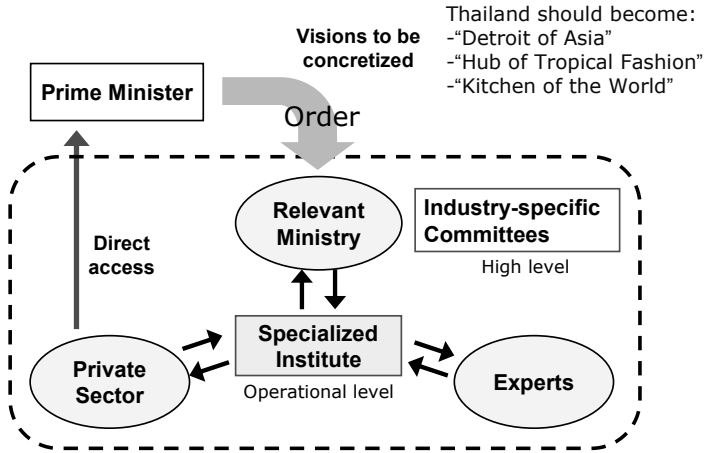 Thailand should become:
-“Detroit of Asia”
-“Hub of Tropical Fashion”
-“Kitchen of the World”
Visions to be
concretized
Prime Minister
Order
Relevant
Ministry
Industry-specific
Committees
High level
Direct
access
Specialized
Institute
Operational level
Private
Sector
Experts